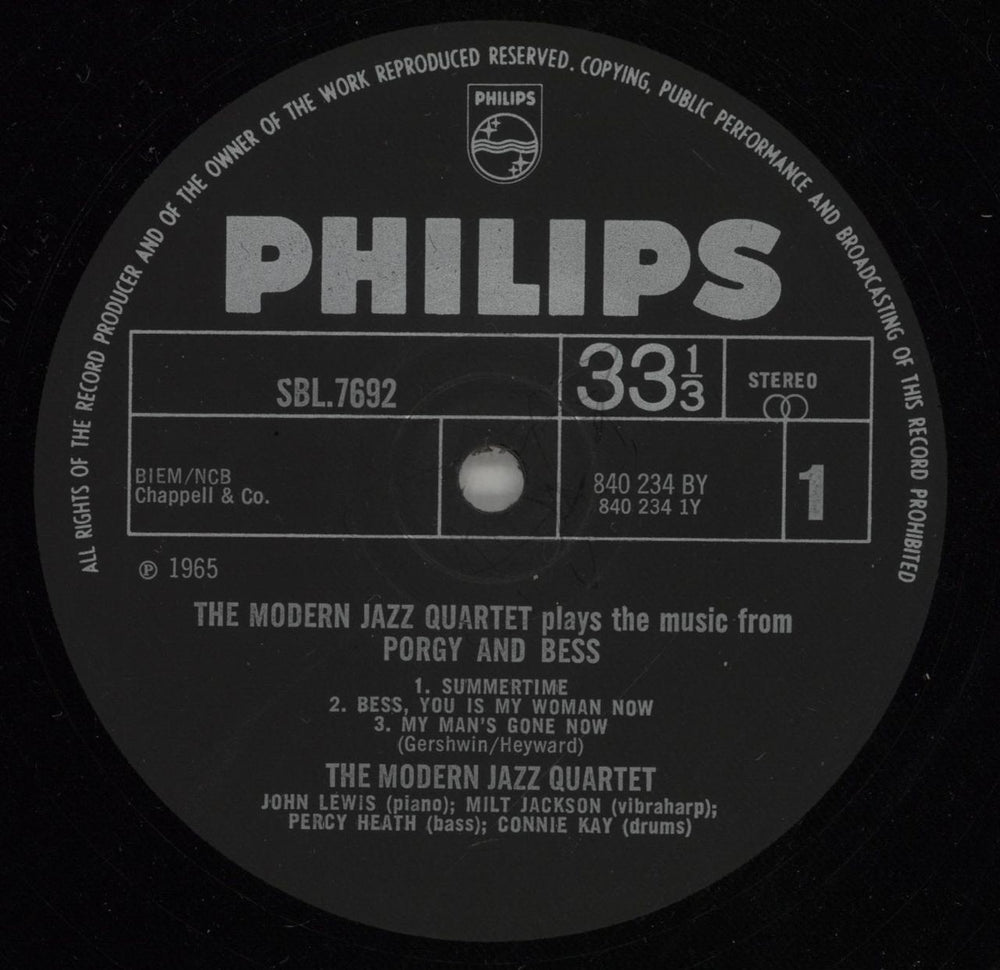 ALL RIGHTS OF THE RECORD PRODUCER AND OF THE OWNER OF THE WORK REPRODUCED RESERVED. COPYING, PUBLIC PERFORMANCE AND BROADCASTING OF THIS RECORD PROHIBITED
PHILIPS
PHILIPS
SBL.7692
33 1/3
STEREO
BIEM/NCB
Chappell & Co.
840 234 BY
840 234 1Y
1
℗ 1965
THE MODERN JAZZ QUARTET plays the music from
PORGY AND BESS
1. SUMMERTIME
2. BESS, YOU IS MY WOMAN NOW
3. MY MAN'S GONE NOW
(Gershwin/Heyward)
THE MODERN JAZZ QUARTET
JOHN LEWIS (piano); MILT JACKSON (vibraharp);
PERCY HEATH (bass); CONNIE KAY (drums)